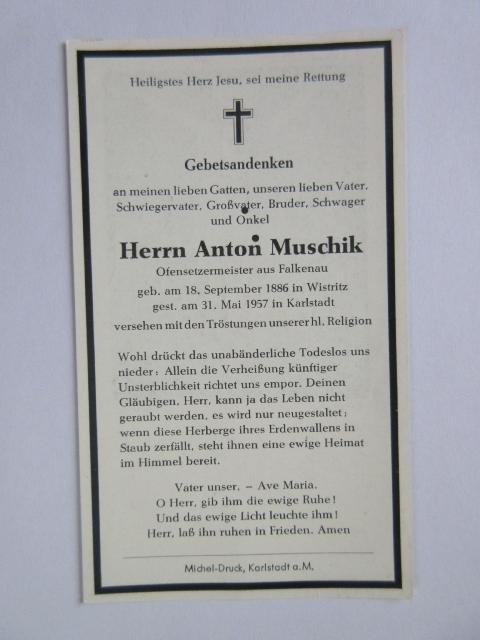 Heiligstes Herz Jesu, sei meine Rettung
Gebetsandenken
an meinen lieben Gatten, unseren lieben Vater,
Schwiegervater, Großvater, Bruder, Schwager
und Onkel
Herrn Anton Muschik
Ofensetzermeister aus Falkenau
geb. am 18. September 1886 in Wistritz
gest. am 31. Mai 1957 in Karlstadt
versehen mit den Tröstungen unserer hl. Religion
Wohl drückt das unabänderliche Todeslos uns
nieder: Allein die Verheißung künftiger
Unsterblichkeit richtet uns empor. Deinen
Gläubigen, Herr, kann ja das Leben nicht
geraubt werden, es wird nur neugestaltet;
wenn diese Herberge ihres Erdenwallens in
Staub zerfällt, steht ihnen eine ewige Heimat
im Himmel bereit.
Vater unser. – Ave Maria.
O Herr, gib ihm die ewige Ruhe!
Und das ewige Licht leuchte ihm!
Herr, laß ihn ruhen in Frieden. Amen
Michel-Druck, Karlstadt a.M.